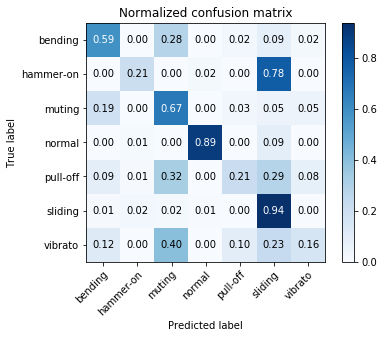 Normalized confusion matrix
True label
bending 0.59 0.00 0.28 0.00 0.02 0.09 0.02
hammer-on 0.00 0.21 0.00 0.02 0.00 0.78 0.00
muting 0.19 0.00 0.67 0.00 0.03 0.05 0.05
normal 0.00 0.01 0.00 0.89 0.00 0.09 0.00
pull-off 0.09 0.01 0.32 0.00 0.21 0.29 0.08
sliding 0.01 0.02 0.02 0.01 0.00 0.94 0.00
vibrato 0.12 0.00 0.40 0.00 0.10 0.23 0.16
bending hammer-on muting normal pull-off sliding vibrato
Predicted label
0.8
0.6
0.4
0.2
0.0